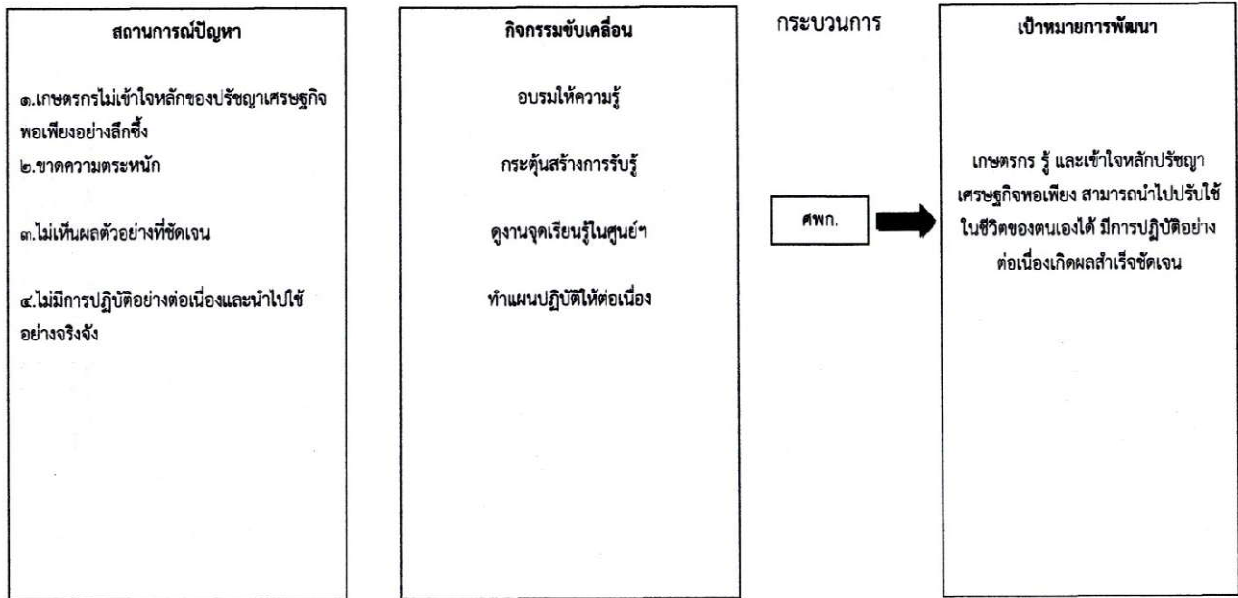 สถานการณ์ปัญหา
๑.เกษตรกรไม่เข้าใจหลักของปรัชญาเศรษฐกิจ
พอเพียงอย่างลึกซึ้ง
๒.ขาดความตระหนัก
๓.ไม่เห็นผลตัวอย่างที่ชัดเจน
๔.ไม่มีการปฏิบัติอย่างต่อเนื่องและนำไปใช้
อย่างจริงจัง
กิจกรรมขับเคลื่อน
อบรมให้ความรู้
กระตุ้นสร้างการรับรู้
ดูงานจุดเรียนรู้ในศูนย์ฯ
ทำแผนปฏิบัติให้ต่อเนื่อง
กระบวนการ
ศพก.
เป้าหมายการพัฒนา
เกษตรกร รู้ และเข้าใจหลักปรัชญา
เศรษฐกิจพอเพียง สามารถนำไปปรับใช้
ในชีวิตของตนเองได้ มีการปฏิบัติอย่าง
ต่อเนื่องเกิดผลสำเร็จชัดเจน